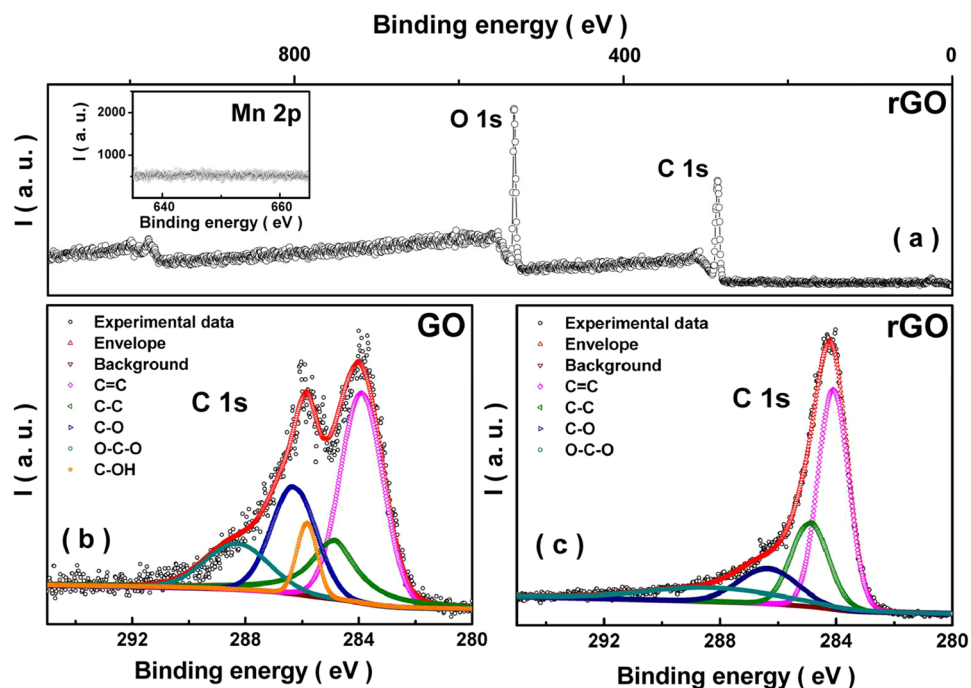 Binding energy ( eV )
800 400 0
rGO
Mn 2p
I ( a. u. )
2000
1000
640 660
Binding energy ( eV )
O 1s
C 1s
I ( a. u. )
( a )
GO
Experimental data
Envelope
Background
C=C
C-C
C-O
O-C-O
C-OH
C 1s
I ( a. u. )
( b )
292 288 284 280
Binding energy ( eV )
rGO
Experimental data
Envelope
Background
C=C
C-C
C-O
O-C-O
C 1s
I ( a. u. )
( c )
292 288 284 280
Binding energy ( eV )